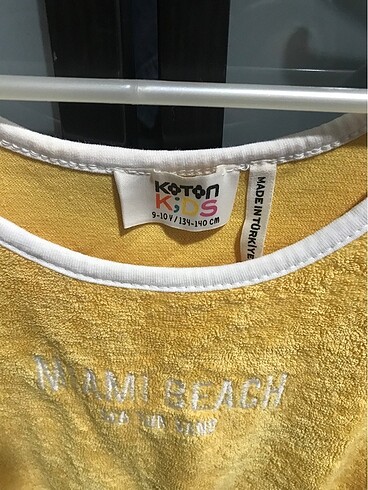 KOTON
KiDS
9-10 Y / 134-140 cm
MADE IN TÜRKİYE
MIAMI BEACH